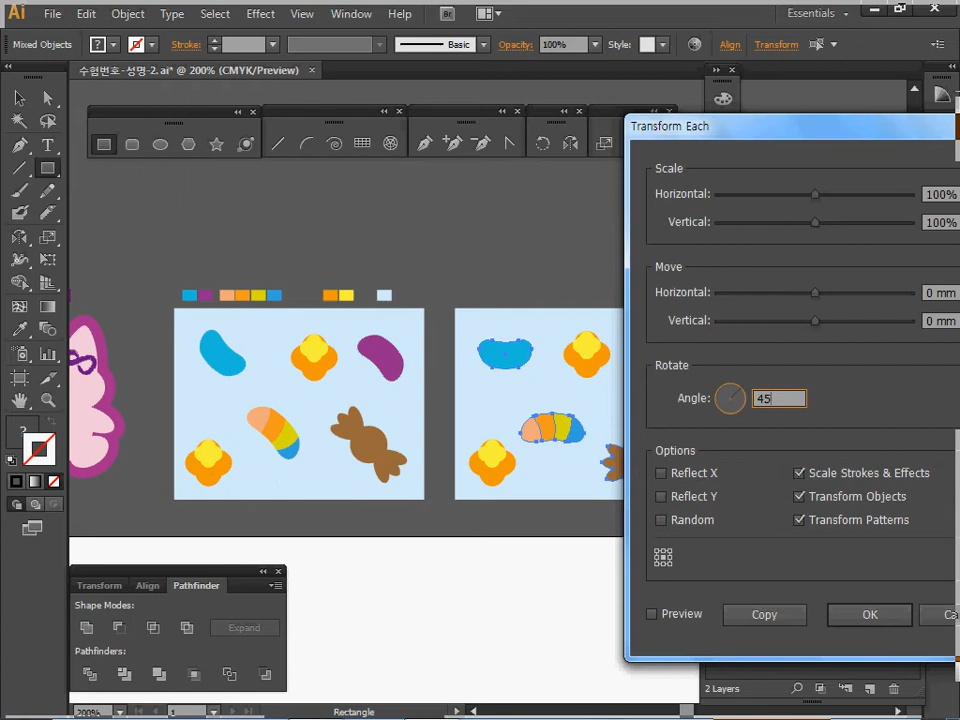 Ai File Edit Object Type Select Effect View Window Help Br Essentials
Mixed Objects ? Stroke: Basic Opacity: 100% Style: Align Transform
수험번호-성명-2.ai* @ 200% (CMYK/Preview)
Transform Each
Scale
Horizontal: 100%
Vertical: 100%
Move
Horizontal: 0 mm
Vertical: 0 mm
Rotate
Angle: 45
Options
Reflect X Scale Strokes & Effects
Reflect Y Transform Objects
Random Transform Patterns
Preview Copy OK Ca
T
?
Transform Align Pathfinder
Shape Modes:
Expand
Pathfinders:
2 Layers
200% 1 Rectangle